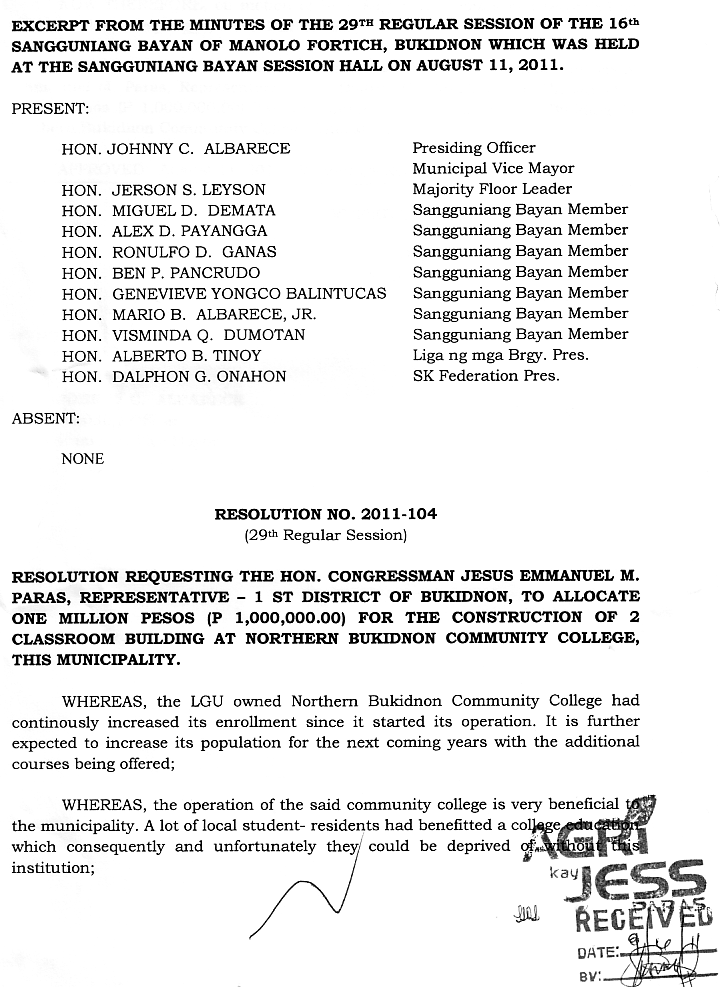 EXCERPT FROM THE MINUTES OF THE 29TH REGULAR SESSION OF THE 16th
SANGGUNIANG BAYAN OF MANOLO FORTICH, BUKIDNON WHICH WAS HELD
AT THE SANGGUNIANG BAYAN SESSION HALL ON AUGUST 11, 2011.
PRESENT:
HON. JOHNNY C. ALBARECE Presiding Officer
Municipal Vice Mayor
HON. JERSON S. LEYSON Majority Floor Leader
HON. MIGUEL D. DEMATA Sangguniang Bayan Member
HON. ALEX D. PAYANGGA Sangguniang Bayan Member
HON. RONULFO D. GANAS Sangguniang Bayan Member
HON. BEN P. PANCRUDO Sangguniang Bayan Member
HON. GENEVIEVE YONGCO BALINTUCAS Sangguniang Bayan Member
HON. MARIO B. ALBARECE, JR. Sangguniang Bayan Member
HON. VISMINDA Q. DUMOTAN Sangguniang Bayan Member
HON. ALBERTO B. TINOY Liga ng mga Brgy. Pres.
HON. DALPHON G. ONAHON SK Federation Pres.
ABSENT:
NONE
RESOLUTION NO. 2011-104
(29th Regular Session)
RESOLUTION REQUESTING THE HON. CONGRESSMAN JESUS EMMANUEL M.
PARAS, REPRESENTATIVE – 1 ST DISTRICT OF BUKIDNON, TO ALLOCATE
ONE MILLION PESOS (P 1,000,000.00) FOR THE CONSTRUCTION OF 2
CLASSROOM BUILDING AT NORTHERN BUKIDNON COMMUNITY COLLEGE,
THIS MUNICIPALITY.
WHEREAS, the LGU owned Northern Bukidnon Community College had
continously increased its enrollment since it started its operation. It is further
expected to increase its population for the next coming years with the additional
courses being offered;
WHEREAS, the operation of the said community college is very beneficial to
the municipality. A lot of local student- residents had benefitted a college education
which consequently and unfortunately they could be deprived of without this
institution;
AGRI
kay JESS
PARAS
RECEIVED
DATE:
BY: